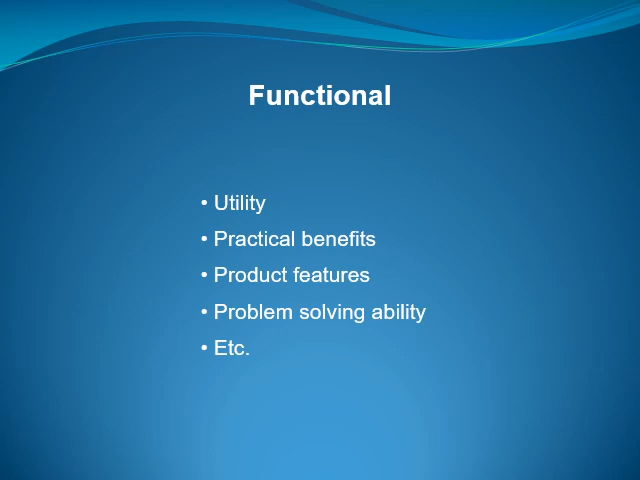 Functional
• Utility
• Practical benefits
• Product features
• Problem solving ability
• Etc.